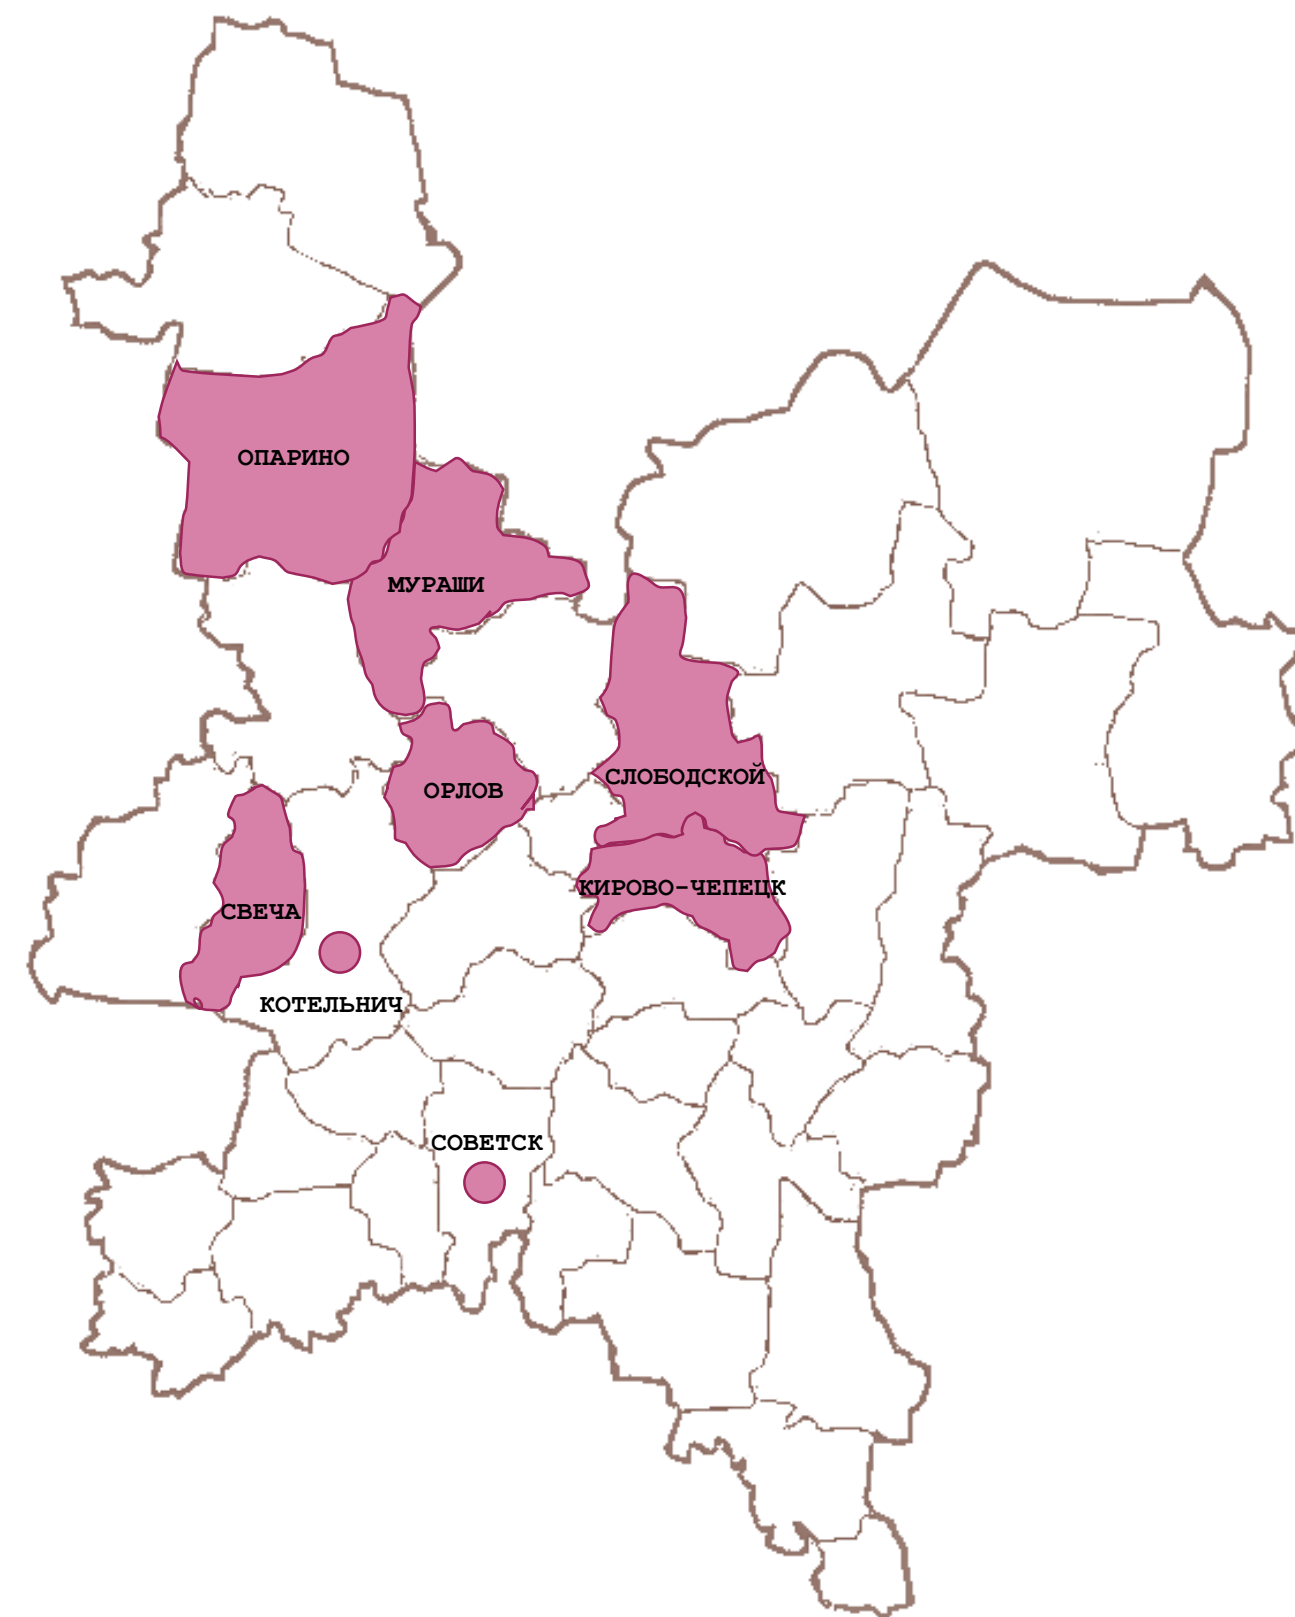 ОПАРИНО
МУРАШИ
СЛОБОДСКОЙ
ОРЛОВ
КИРОВО-ЧЕПЕЦК
СВЕЧА
КОТЕЛЬНИЧ
СОВЕТСК